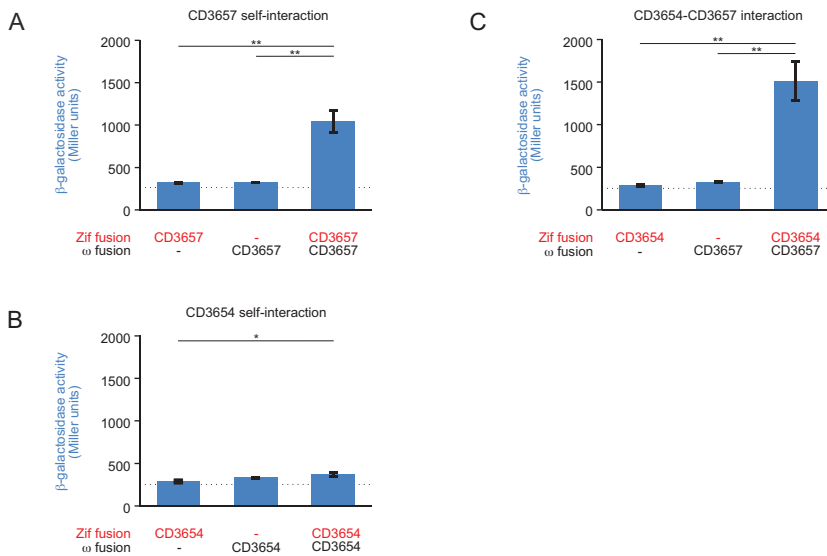 A
CD3657 self-interaction
β-galactosidase activity
(Miller units)
2000
1500
1000
500
0
**
**
Zif fusion CD3657 - CD3657
ω fusion - CD3657 CD3657
B
CD3654 self-interaction
β-galactosidase activity
(Miller units)
2000
1500
1000
500
0
*
Zif fusion CD3654 - CD3654
ω fusion - CD3654 CD3654
C
CD3654-CD3657 interaction
β-galactosidase activity
(Miller units)
2000
1500
1000
500
0
**
**
Zif fusion CD3654 - CD3654
ω fusion - CD3657 CD3657